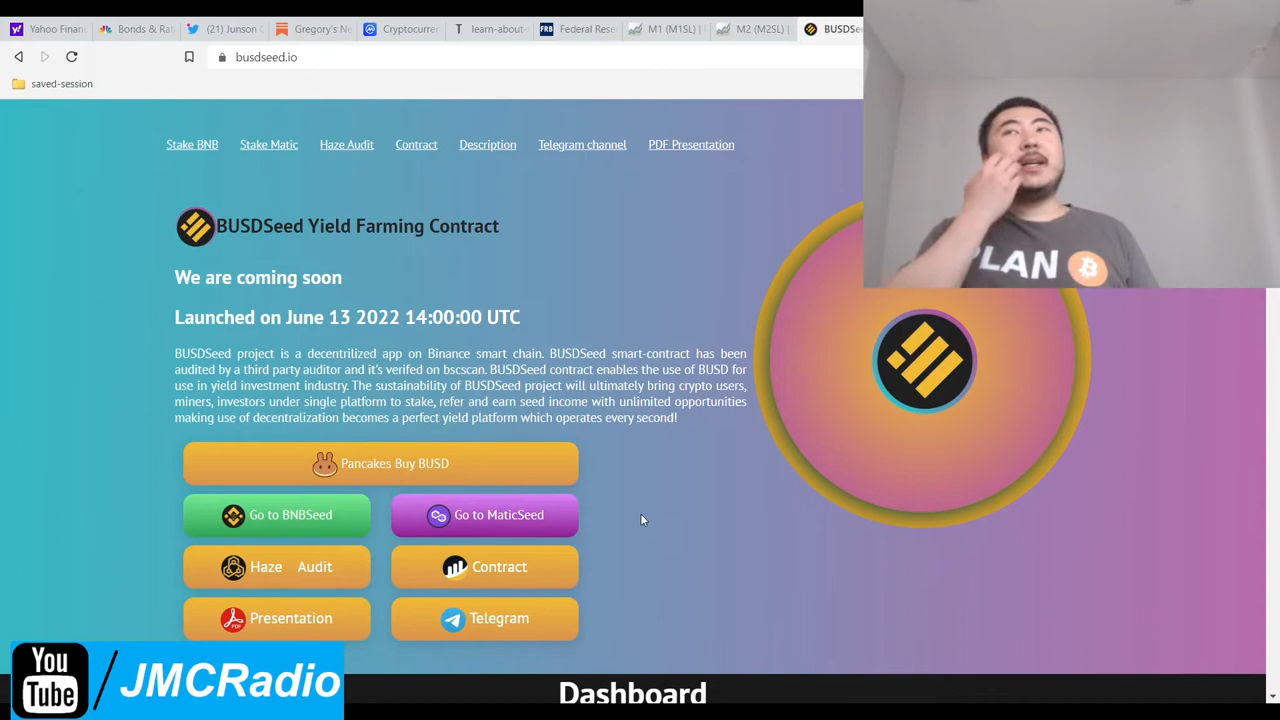 Yahoo Financ
Bonds & Rat
(21) Junson
Gregory's Ne
Cryptocurren
learn-about-
Federal Rese
M1 (M1SL) |
M2 (M2SL) |
BUSDSe
busdseed.io
saved-session
Stake BNB
Stake Matic
Haze Audit
Contract
Description
Telegram channel
PDF Presentation
PLAN
BUSDSeed Yield Farming Contract
We are coming soon
Launched on June 13 2022 14:00:00 UTC
BUSDSeed project is a decentrilized app on Binance smart chain. BUSDSeed smart-contract has been
audited by a third party auditor and it's verifed on bscscan. BUSDSeed contract enables the use of BUSD for
use in yield investment industry. The sustainability of BUSDSeed project will ultimately bring crypto users,
miners, investors under single platform to stake, refer and earn seed income with unlimited opportunities
making use of decentralization becomes a perfect yield platform which operates every second!
Pancakes Buy BUSD
Go to BNBSeed
Go to MaticSeed
Haze Audit
Contract
Presentation
Telegram
You
Tube
/JMCRadio
Dashboard